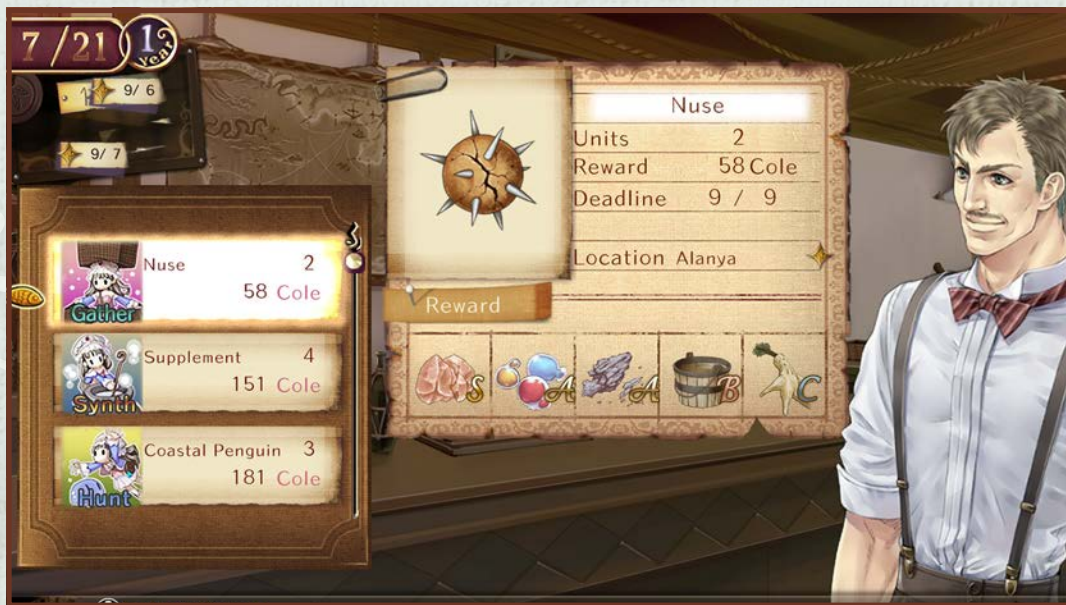 7/21 1 Year
9/ 6
9/ 7
Nuse 2
58 Cole
Gather
Supplement 4
151 Cole
Synth
Coastal Penguin 3
181 Cole
Hunt
Nuse
Units 2
Reward 58 Cole
Deadline 9 / 9
Location Alanya
Reward
S A A B C